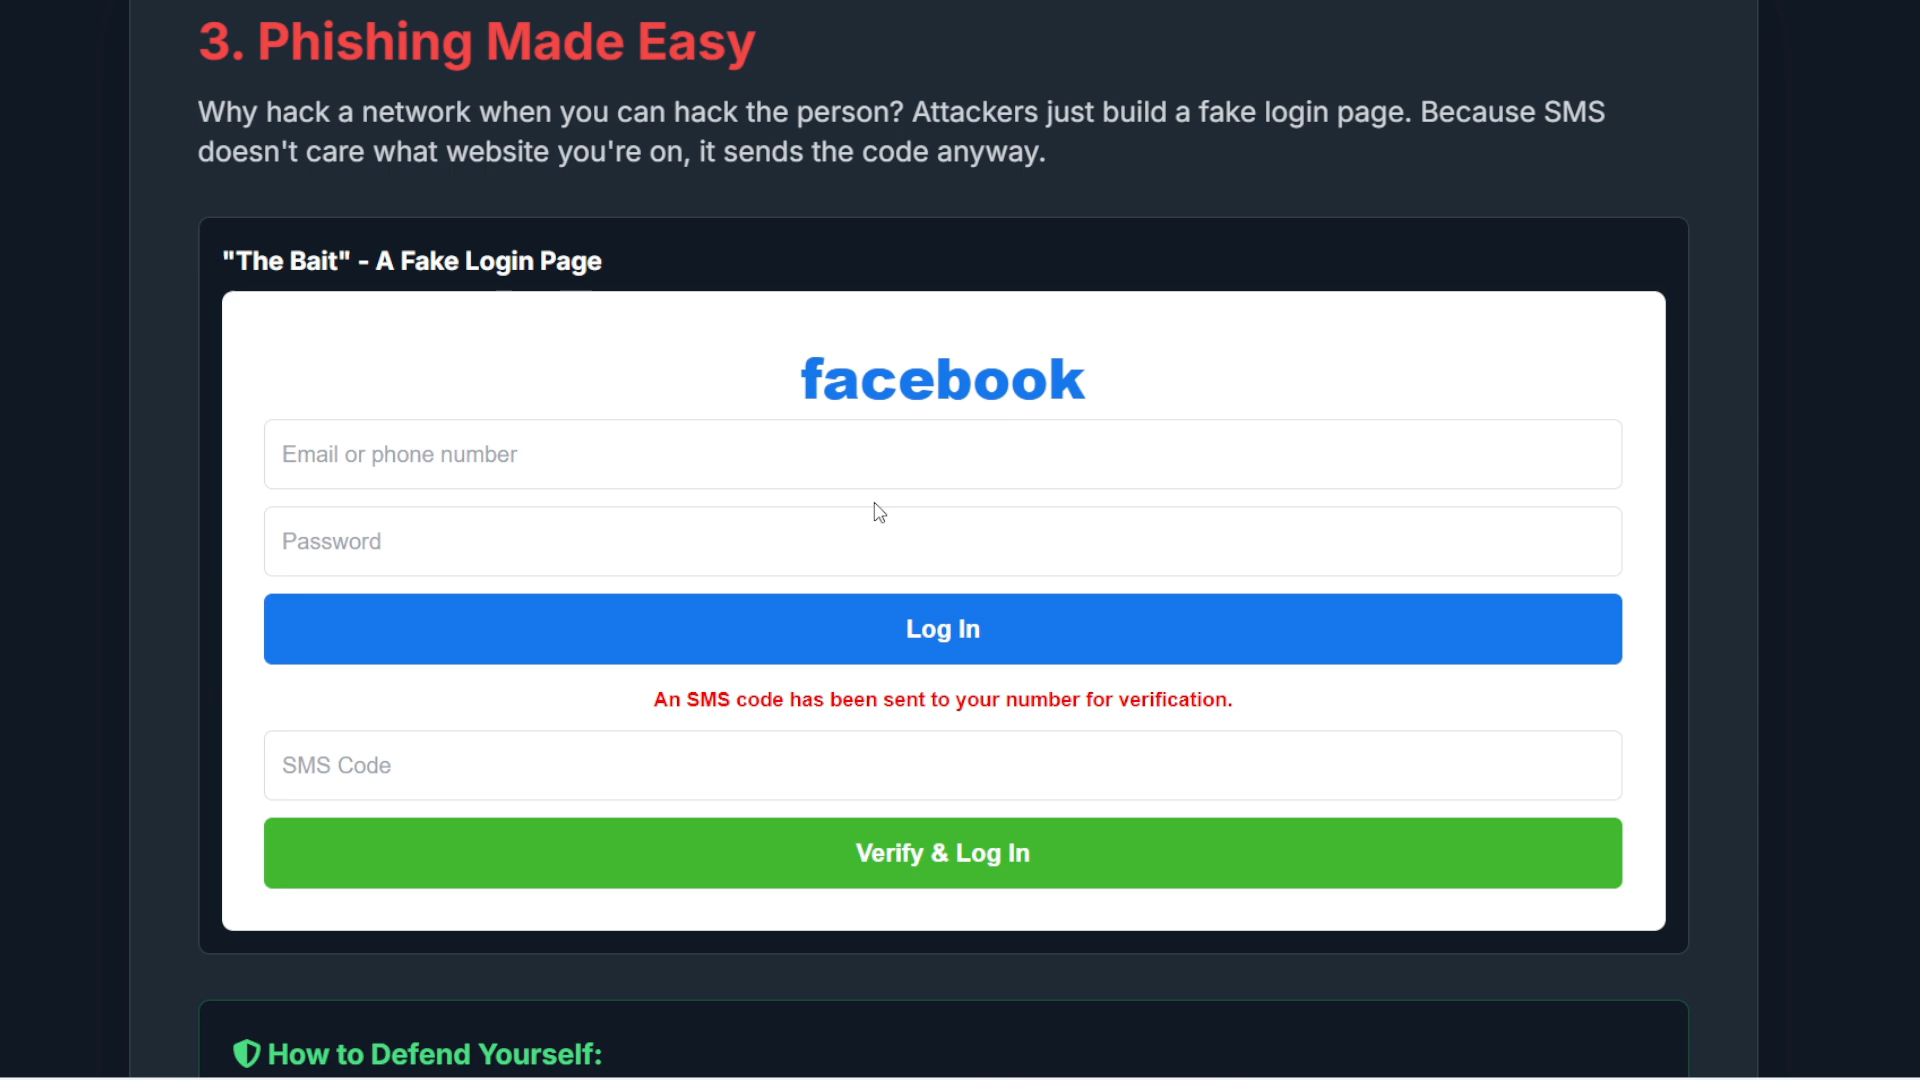 3. Phishing Made Easy
Why hack a network when you can hack the person? Attackers just build a fake login page. Because SMS
doesn't care what website you're on, it sends the code anyway.
"The Bait" - A Fake Login Page
facebook
Email or phone number
Password
Log In
An SMS code has been sent to your number for verification.
SMS Code
Verify & Log In
How to Defend Yourself: